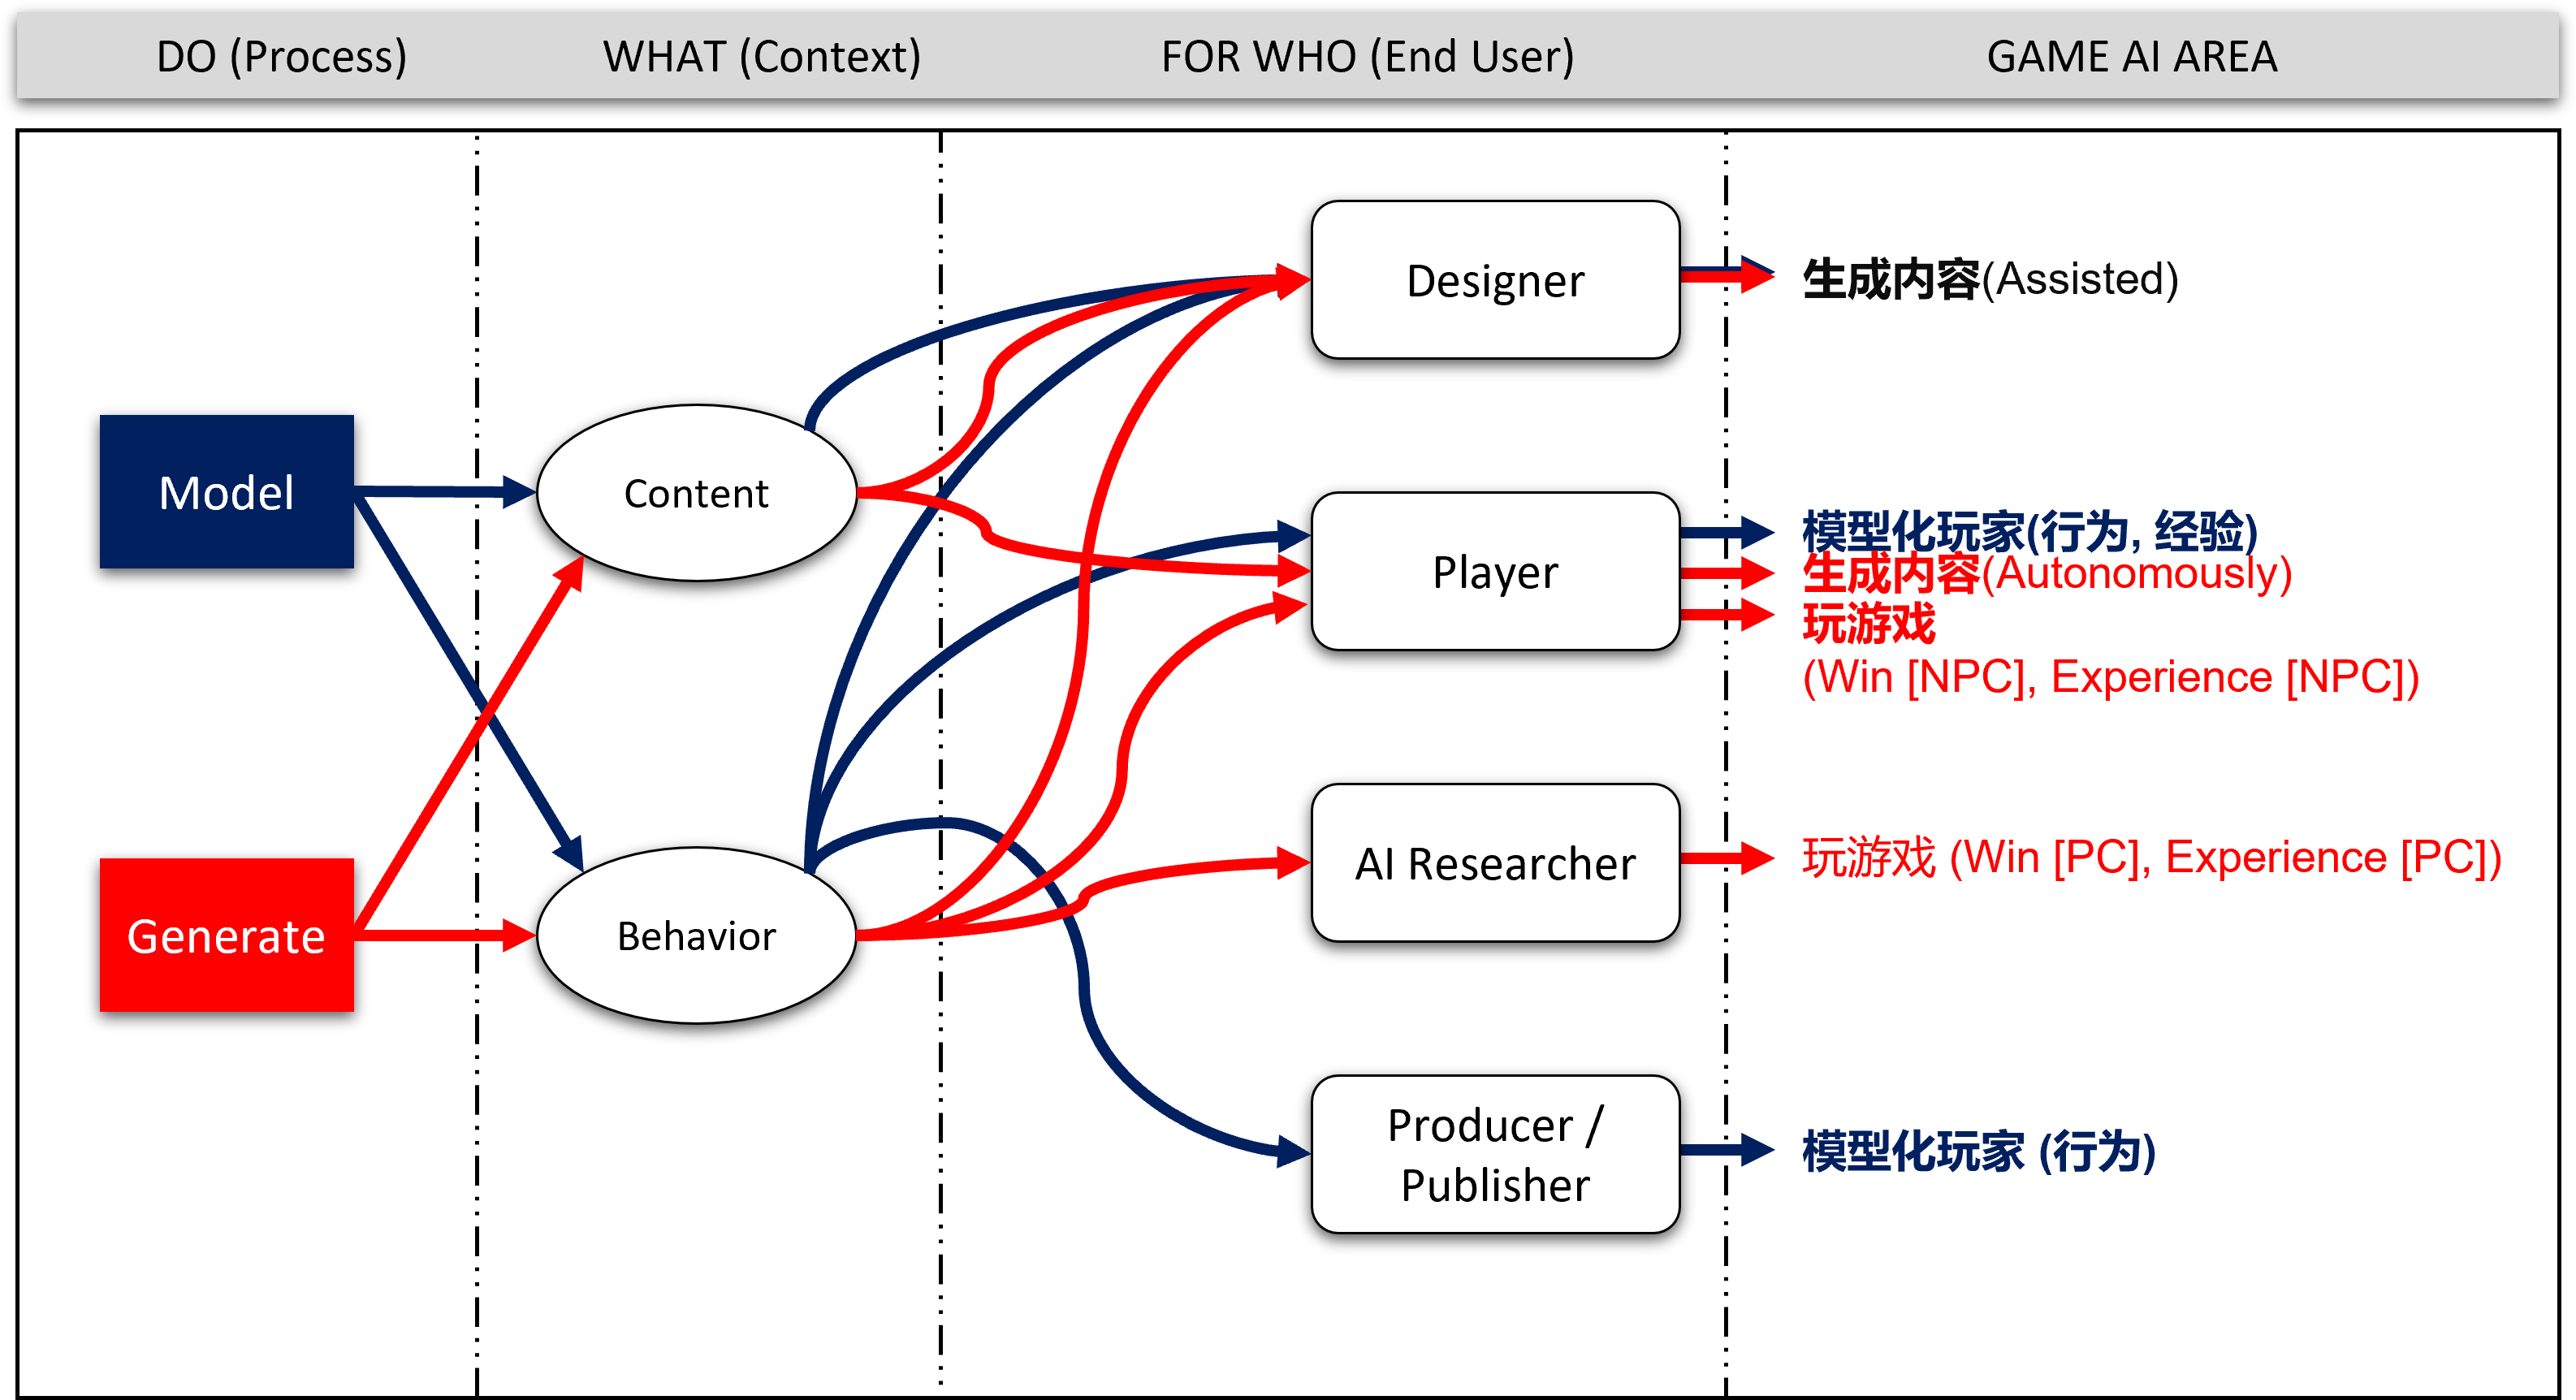 DO (Process)
WHAT (Context)
FOR WHO (End User)
GAME AI AREA
Designer
生成内容(Assisted)
Model
Content
Player
模型化玩家(行为, 经验)
生成内容(Autonomously)
玩游戏
(Win [NPC], Experience [NPC])
Generate
Behavior
AI Researcher
玩游戏 (Win [PC], Experience [PC])
Producer /
Publisher
模型化玩家 (行为)